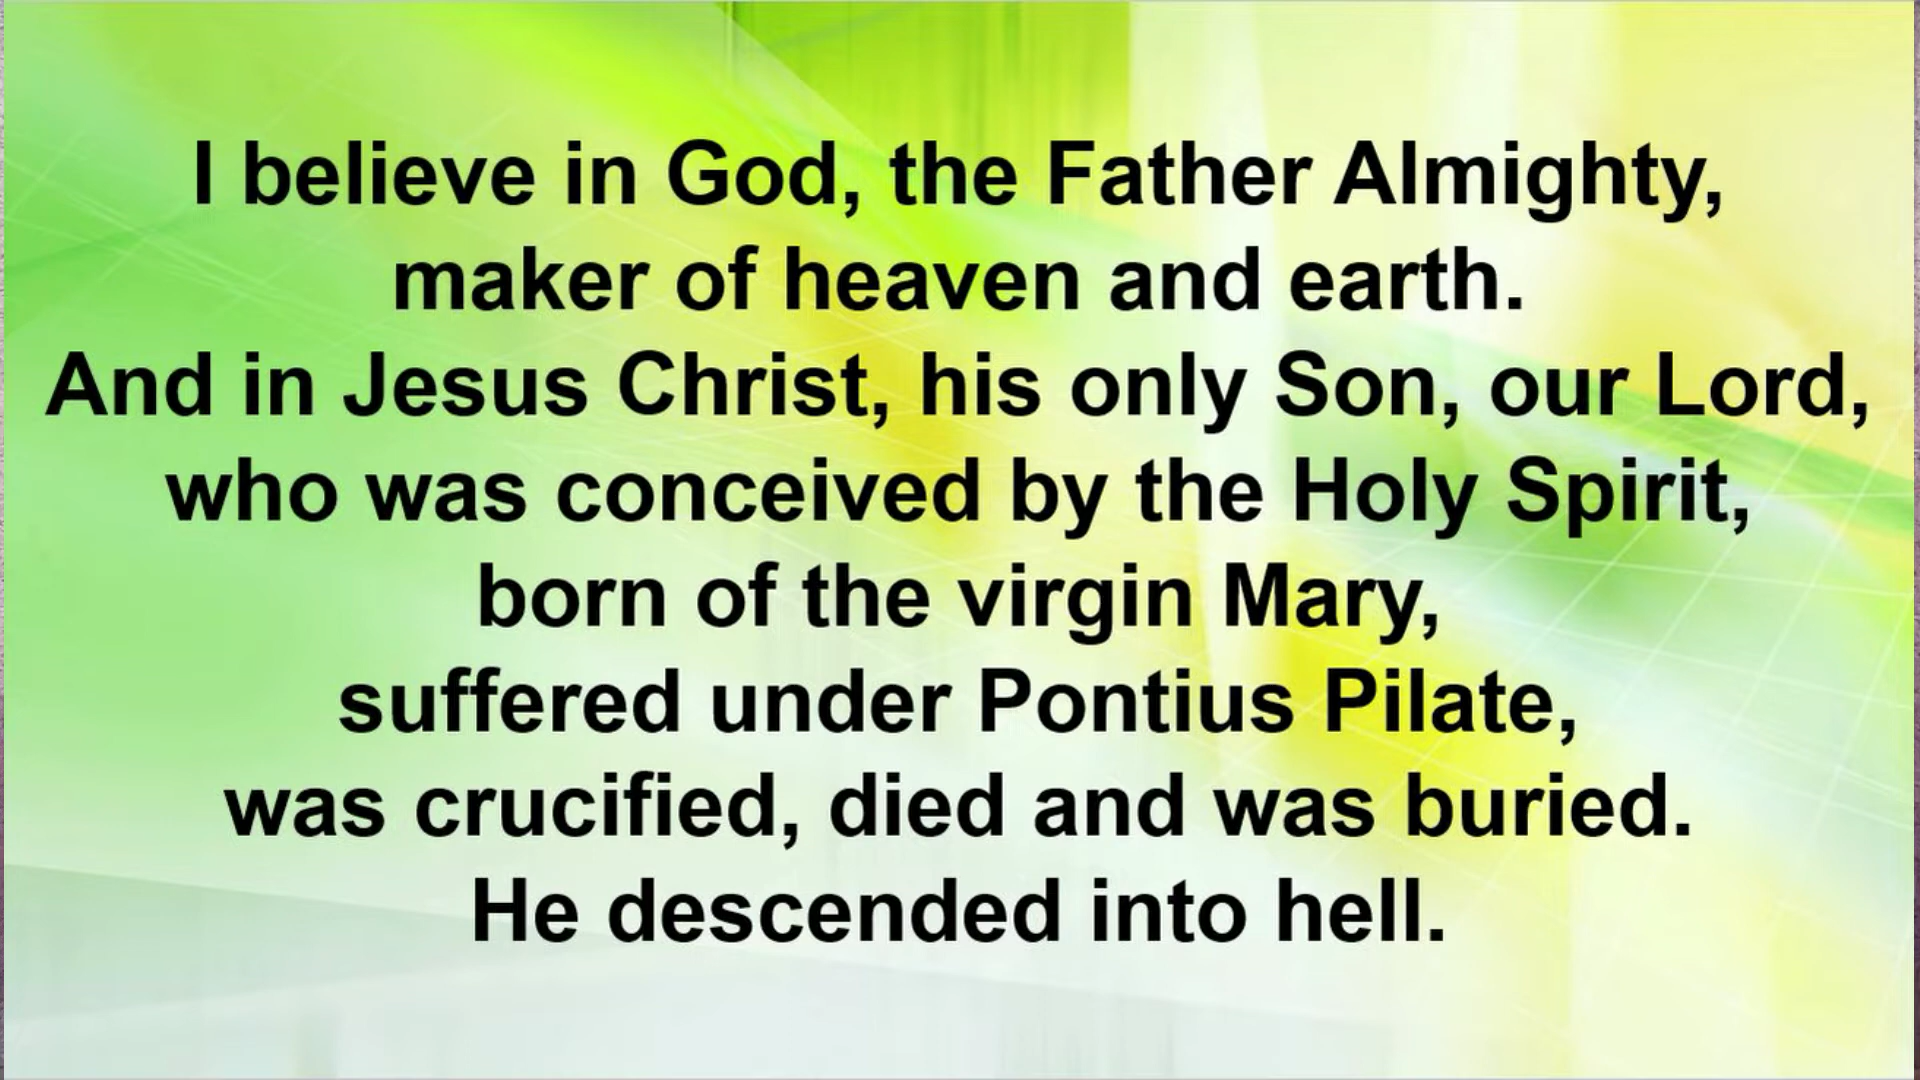 I believe in God, the Father Almighty,
maker of heaven and earth.
And in Jesus Christ, his only Son, our Lord,
who was conceived by the Holy Spirit,
born of the virgin Mary,
suffered under Pontius Pilate,
was crucified, died and was buried.
He descended into hell.